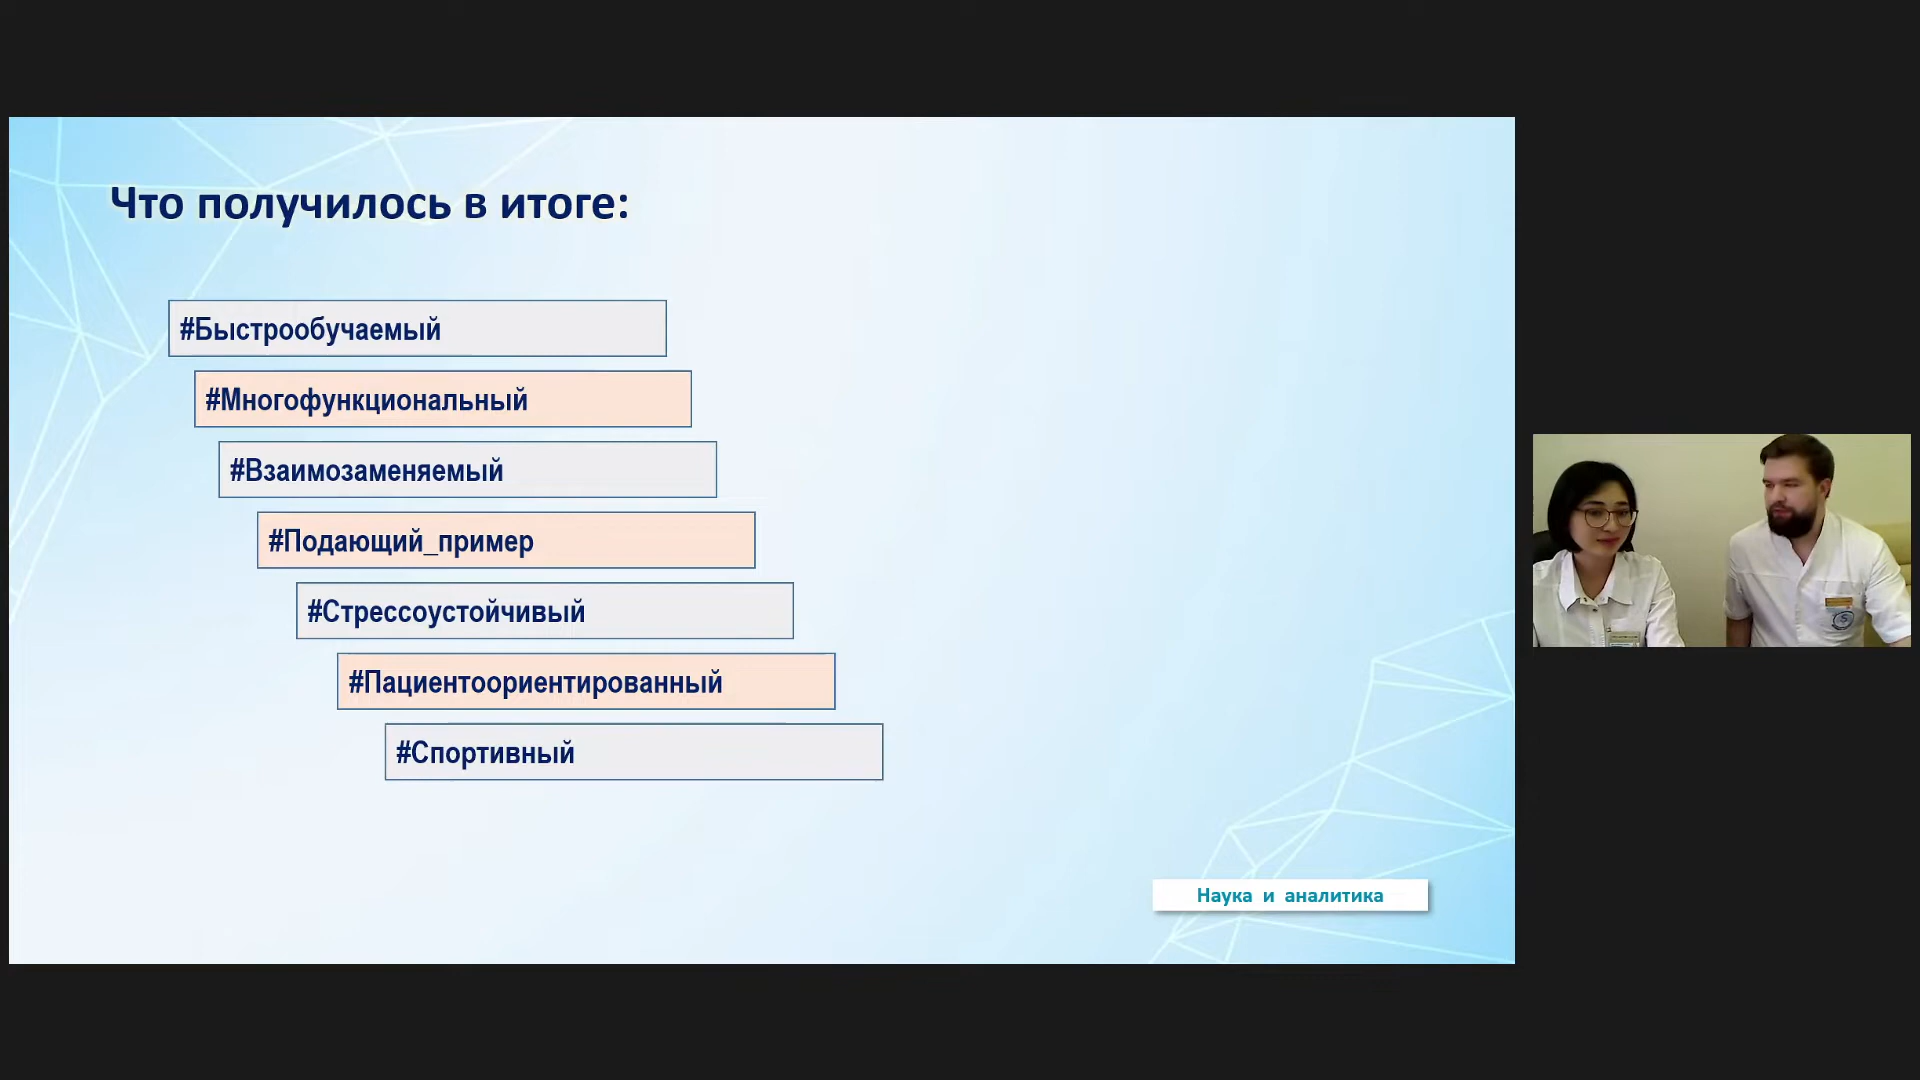 Что получилось в итоге:
#Быстрообучаемый
#Многофункциональный
#Взаимозаменяемый
#Подающий_пример
#Стрессоустойчивый
#Пациентоориентированный
#Спортивный
Наука и аналитика